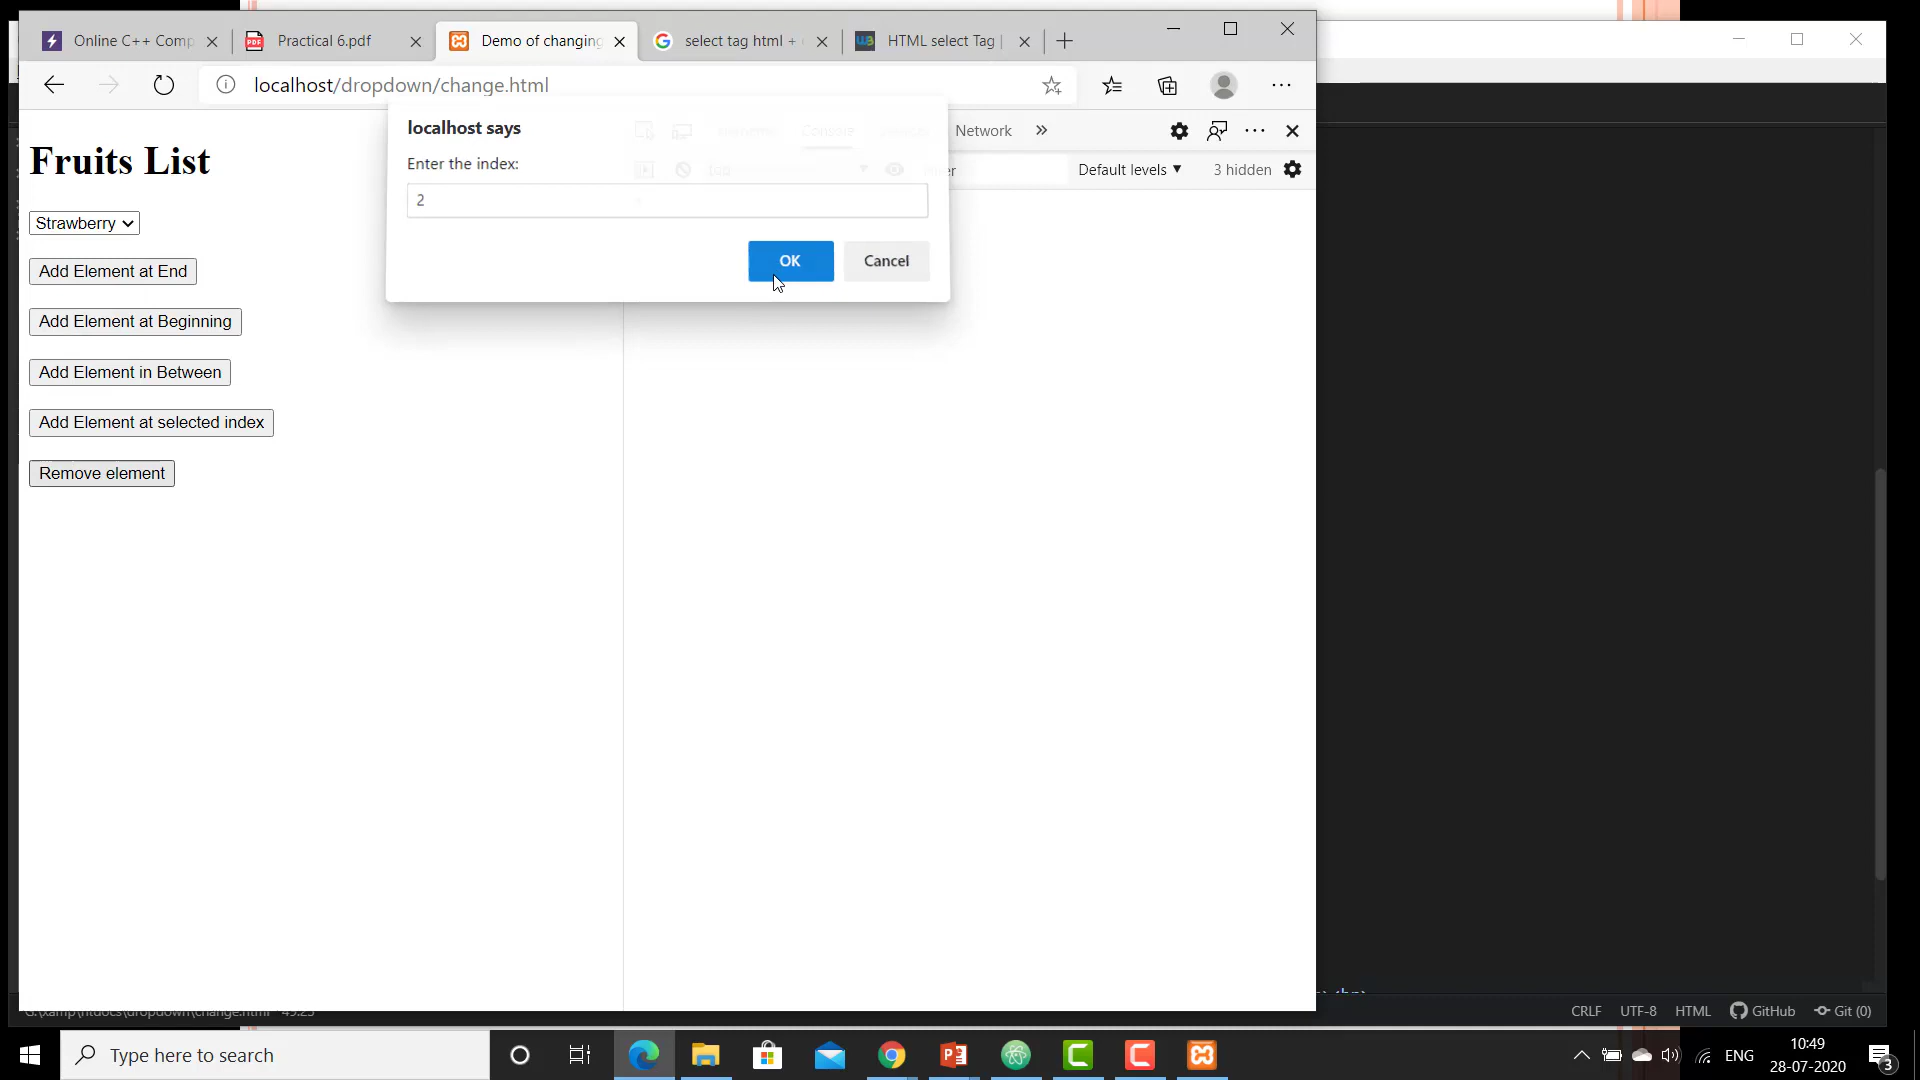 Online C++ Comp
Practical 6.pdf
Demo of changing
select tag html +
HTML select Tag |
localhost/dropdown/change.html
localhost says
Enter the index:
2
OK
Cancel
Console
Network
Default levels
3 hidden
Fruits List
Strawberry
Add Element at End
Add Element at Beginning
Add Element in Between
Add Element at selected index
Remove element
CRLF
UTF-8
HTML
GitHub
Git (0)
Type here to search
ENG
10:49
28-07-2020
3